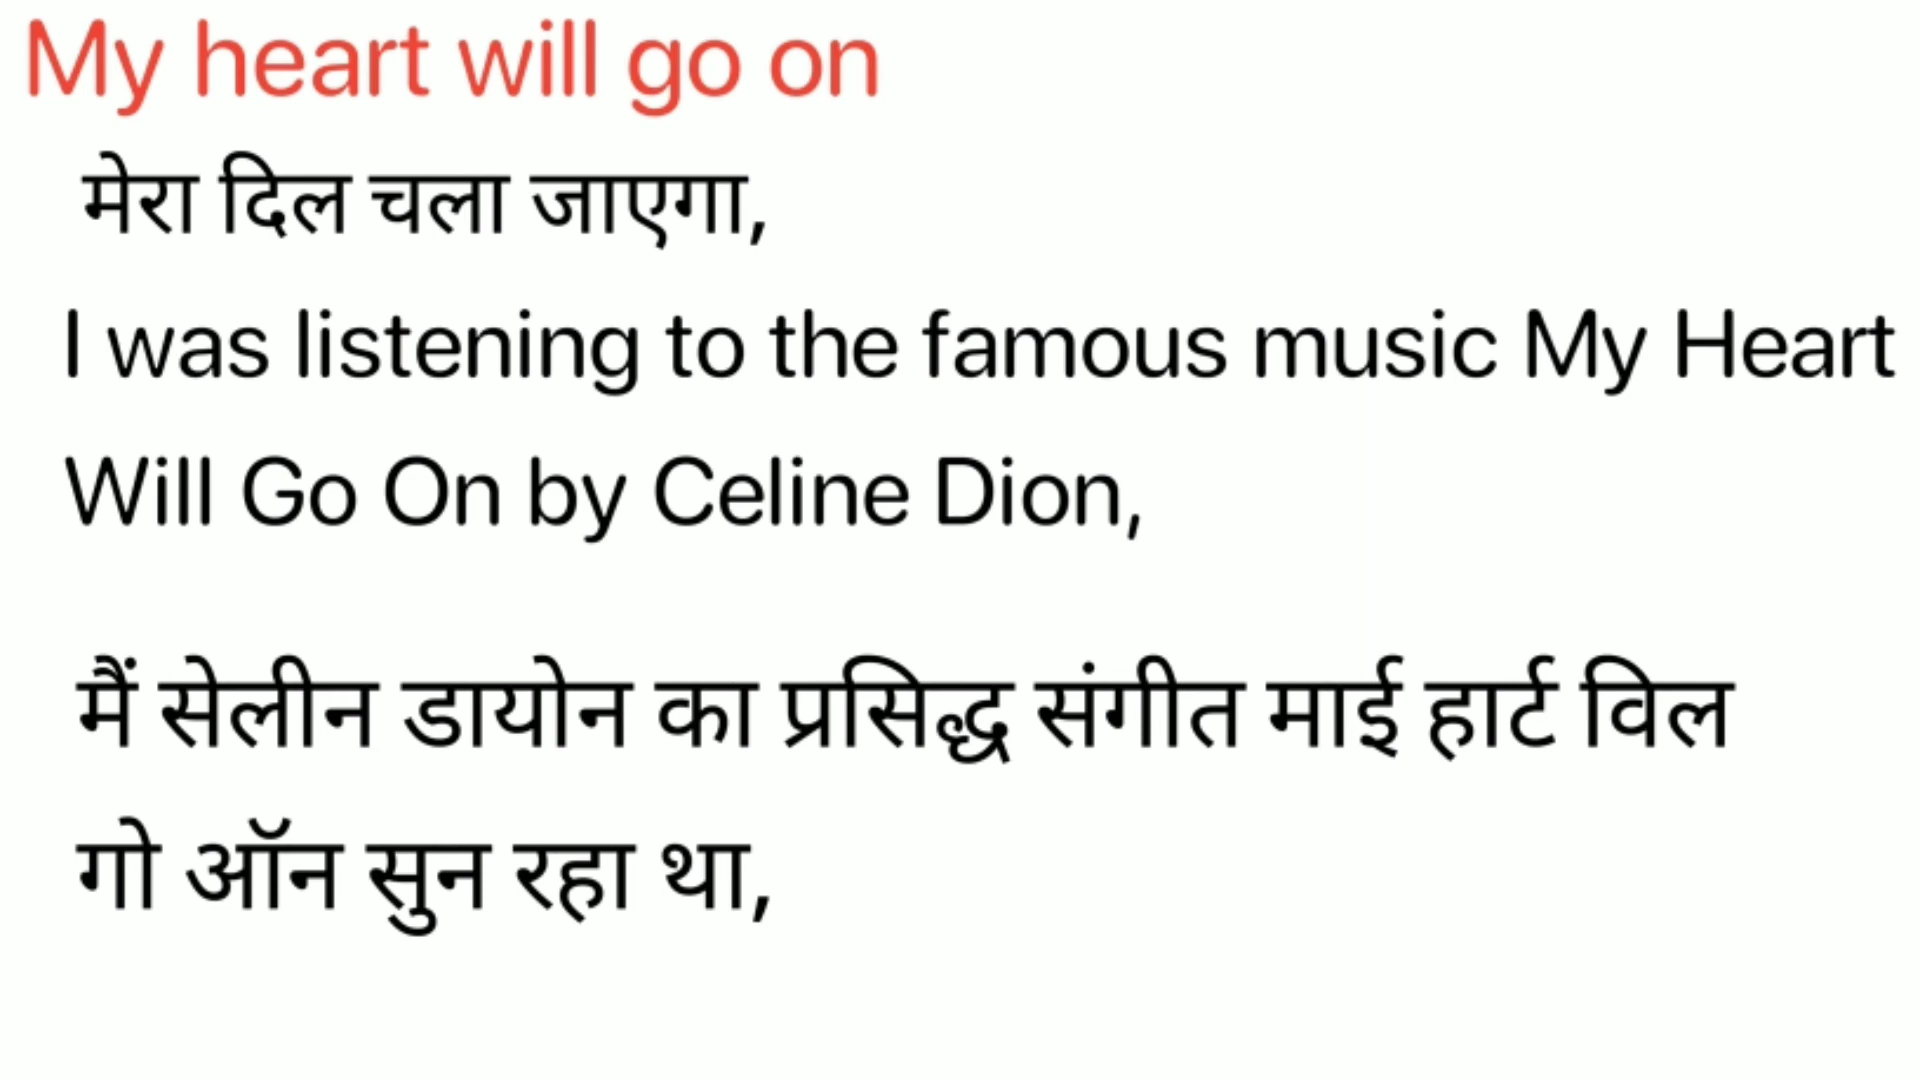 My heart will go on
मेरा दिल चला जाएगा,
I was listening to the famous music My Heart
Will Go On by Celine Dion,
मैं सेलीन डायोन का प्रसिद्ध संगीत माई हार्ट विल
गो ऑन सुन रहा था,